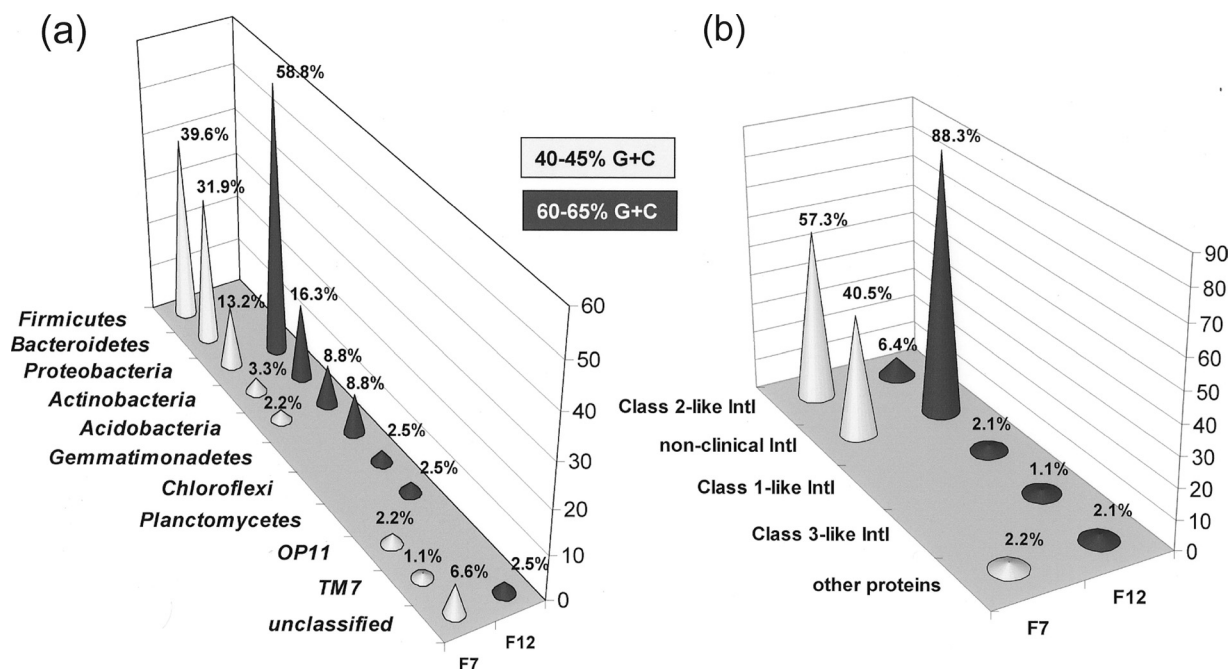 (a)
58.8%
39.6%
31.9%
16.3%
13.2%
8.8%
8.8%
3.3%
2.2%
2.5%
2.5%
2.2%
1.1%
6.6%
2.5%
Firmicutes
Bacteroidetes
Proteobacteria
Actinobacteria
Acidobacteria
Gemmatimonadetes
Chloroflexi
Planctomycetes
OP11
TM7
unclassified
F7
F12
60
50
40
30
20
10
0
40-45% G+C
60-65% G+C
(b)
88.3%
57.3%
40.5%
6.4%
2.1%
1.1%
2.1%
2.2%
Class 2-like IntI
non-clinical IntI
Class 1-like IntI
Class 3-like IntI
other proteins
F7
F12
90
80
70
60
50
40
30
20
10
0